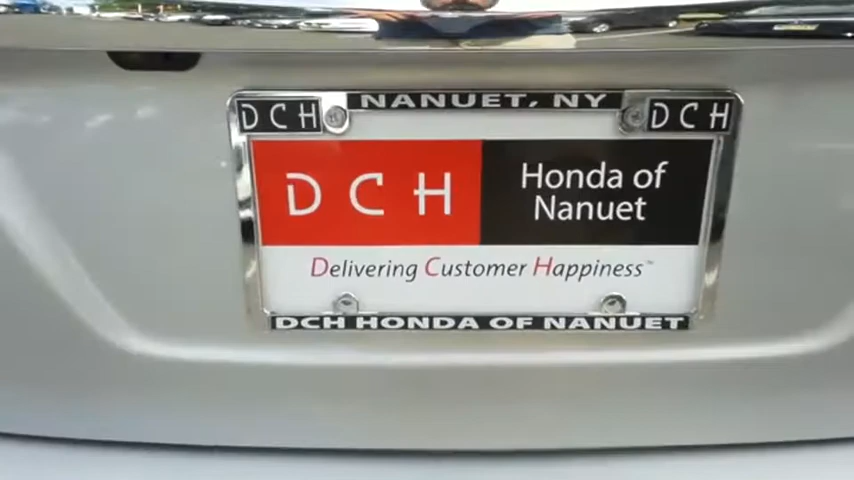 DCH NANUET, NY DCH
DCH Honda of
Nanuet
Delivering Customer Happiness™
DCH HONDA OF NANUET